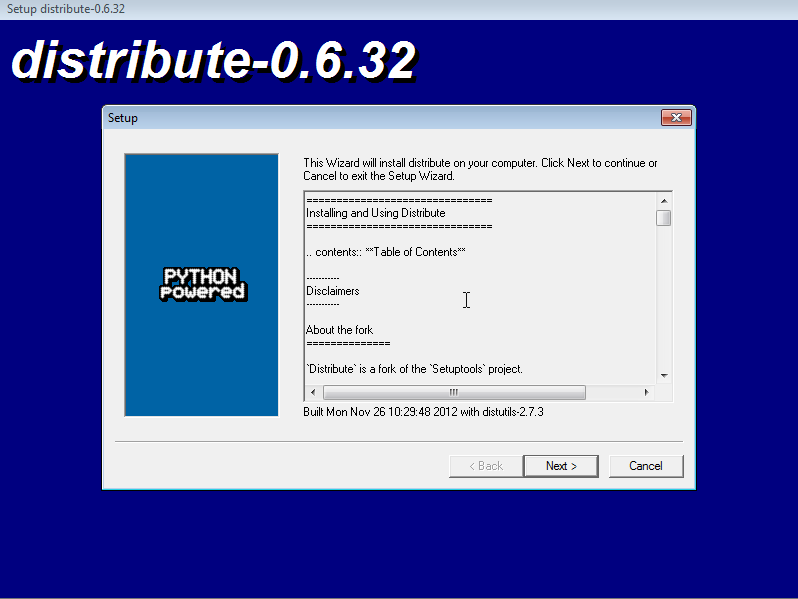 Setup distribute-0.6.32
distribute-0.6.32
Setup
PYTHON
powered
This Wizard will install distribute on your computer. Click Next to continue or
Cancel to exit the Setup Wizard.
==============================
Installing and Using Distribute
==============================
.. contents:: **Table of Contents**
-----------
Disclaimers
-----------
About the fork
==============
`Distribute` is a fork of the `Setuptools` project.
Built Mon Nov 26 10:29:48 2012 with distutils-2.7.3
< Back
Next >
Cancel